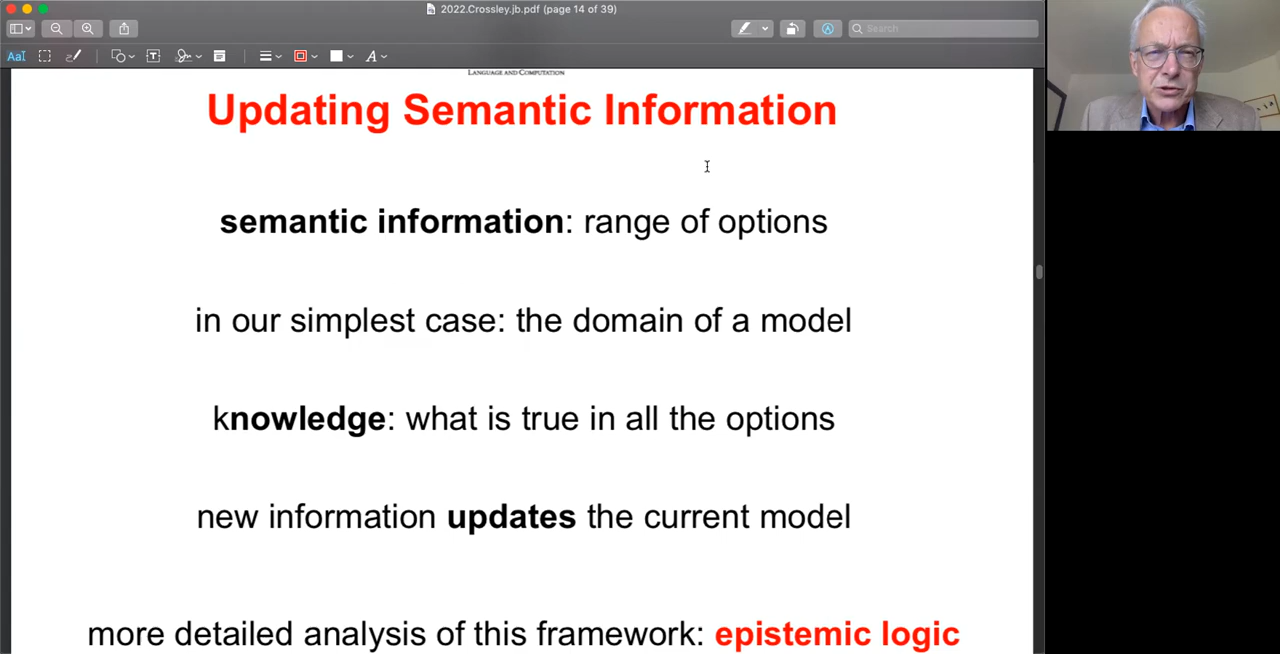 2022.Crossley.jb.pdf (page 14 of 39)
Search
AaI
A
LANGUAGE AND COMPUTATION
Updating Semantic Information
semantic information: range of options
in our simplest case: the domain of a model
knowledge: what is true in all the options
new information updates the current model
more detailed analysis of this framework: epistemic logic